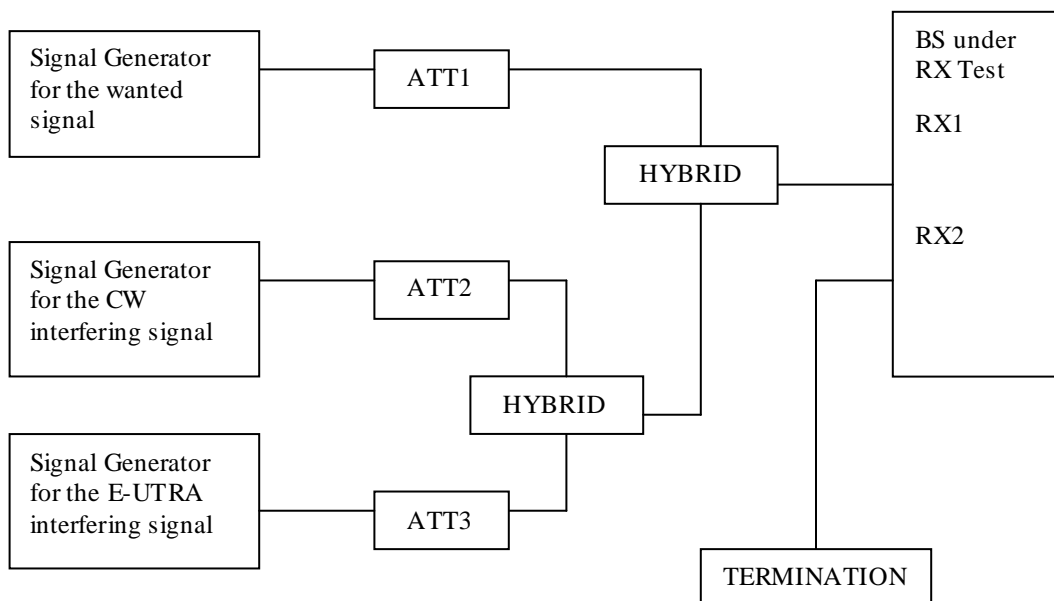 Signal Generator
for the wanted
signal
ATT1
BS under
RX Test
RX1
HYBRID
RX2
Signal Generator
for the CW
interfering signal
ATT2
HYBRID
Signal Generator
for the E-UTRA
interfering signal
ATT3
TERMINATION